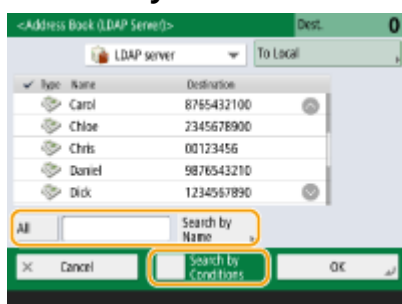 <Address Book (LDAP Server)> Dest. 0
LDAP server To Local
Type Name Destination
Carol 8765432100
Chloe 2345678900
Chris 00123456
Daniel 9876543210
Dick 1234567890
All Search by
Name
Cancel Search by
Conditions OK